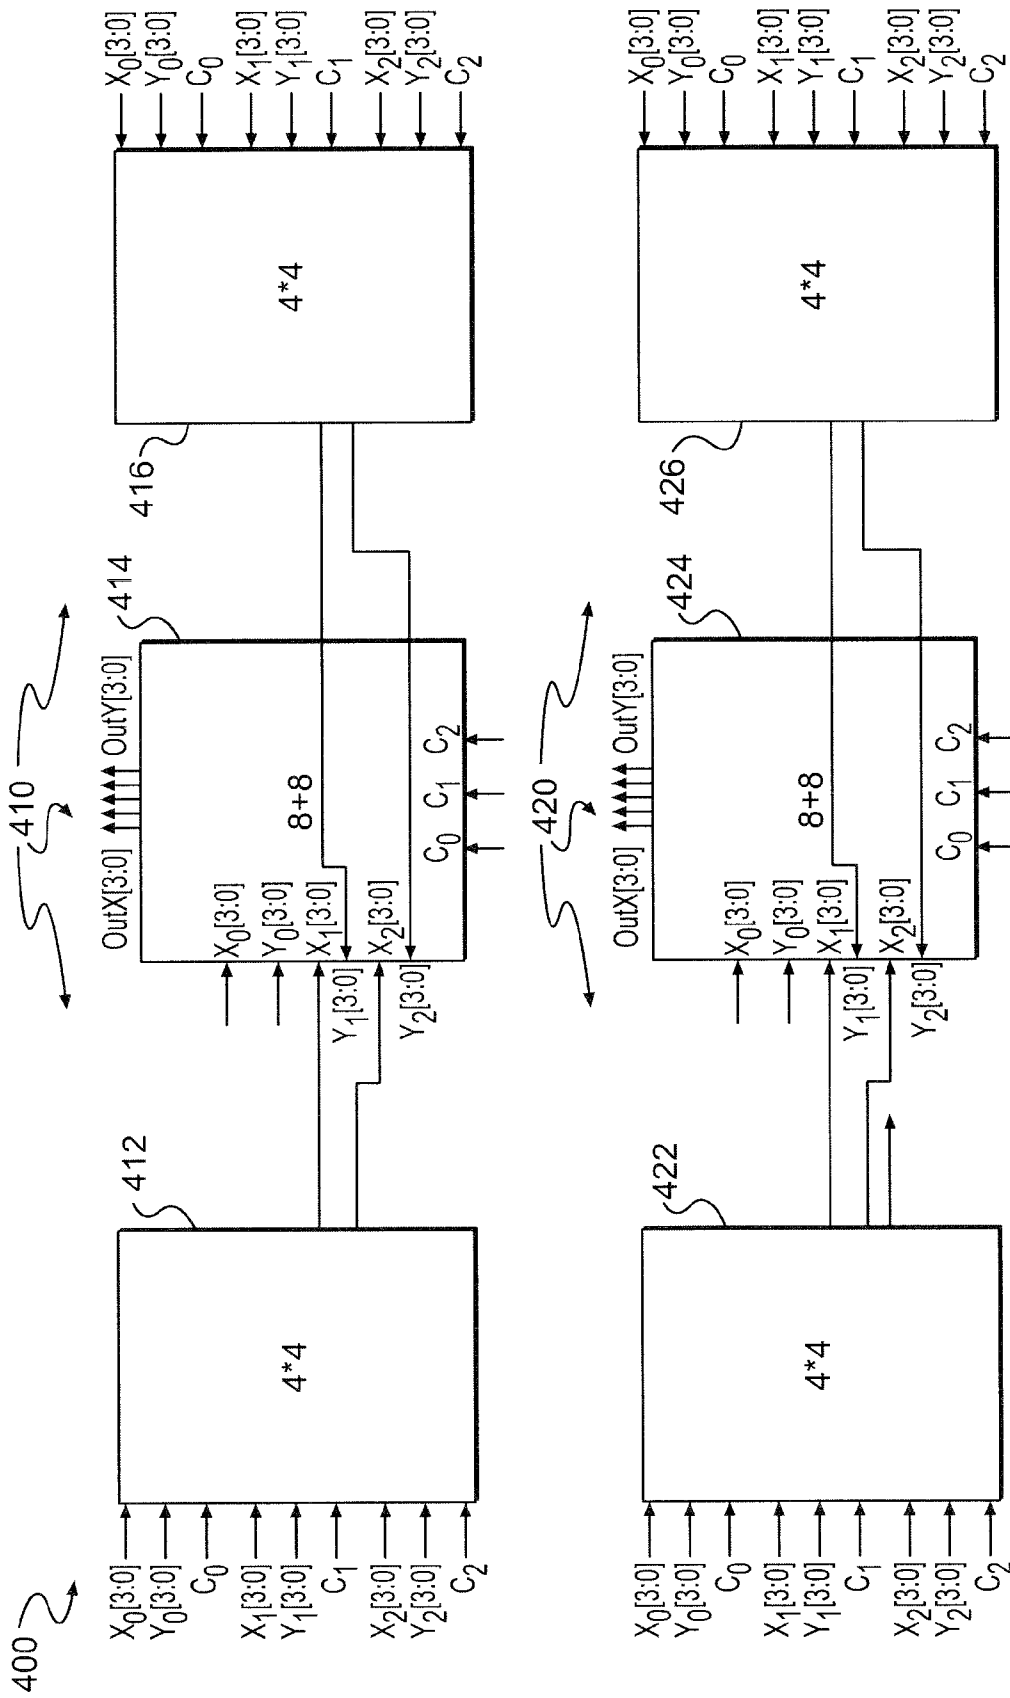 400
410
412
414
416
X0[3:0]
Y0[3:0]
C0
X1[3:0]
Y1[3:0]
C1
X2[3:0]
Y2[3:0]
C2
4*4
OutX[3:0]
OutY[3:0]
X0[3:0]
Y0[3:0]
X1[3:0]
Y1[3:0]
X2[3:0]
Y2[3:0]
8+8
C0
C1
C2
4*4
X0[3:0]
Y0[3:0]
C0
X1[3:0]
Y1[3:0]
C1
X2[3:0]
Y2[3:0]
C2
420
422
424
426
X0[3:0]
Y0[3:0]
C0
X1[3:0]
Y1[3:0]
C1
X2[3:0]
Y2[3:0]
C2
4*4
OutX[3:0]
OutY[3:0]
X0[3:0]
Y0[3:0]
X1[3:0]
Y1[3:0]
X2[3:0]
Y2[3:0]
8+8
C0
C1
C2
4*4
X0[3:0]
Y0[3:0]
C0
X1[3:0]
Y1[3:0]
C1
X2[3:0]
Y2[3:0]
C2